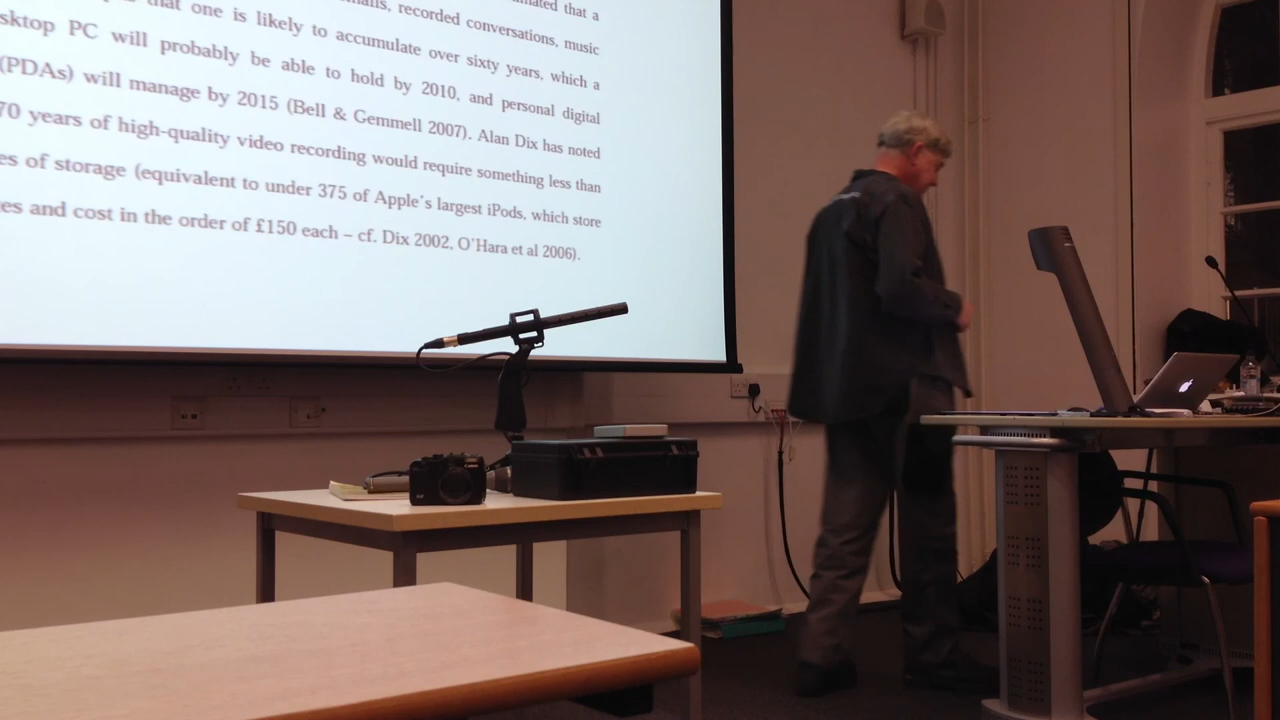 that a
recorded conversations, music
that one is likely to accumulate over sixty years, which a
PC will probably be able to hold by 2010, and personal digital
(PDAs) will manage by 2015 (Bell & Gemmell 2007). Alan Dix has noted
70 years of high-quality video recording would require something less than
of storage (equivalent to under 375 of Apple's largest iPods, which store
and cost in the order of £150 each – cf. Dix 2002, O'Hara et al 2006).